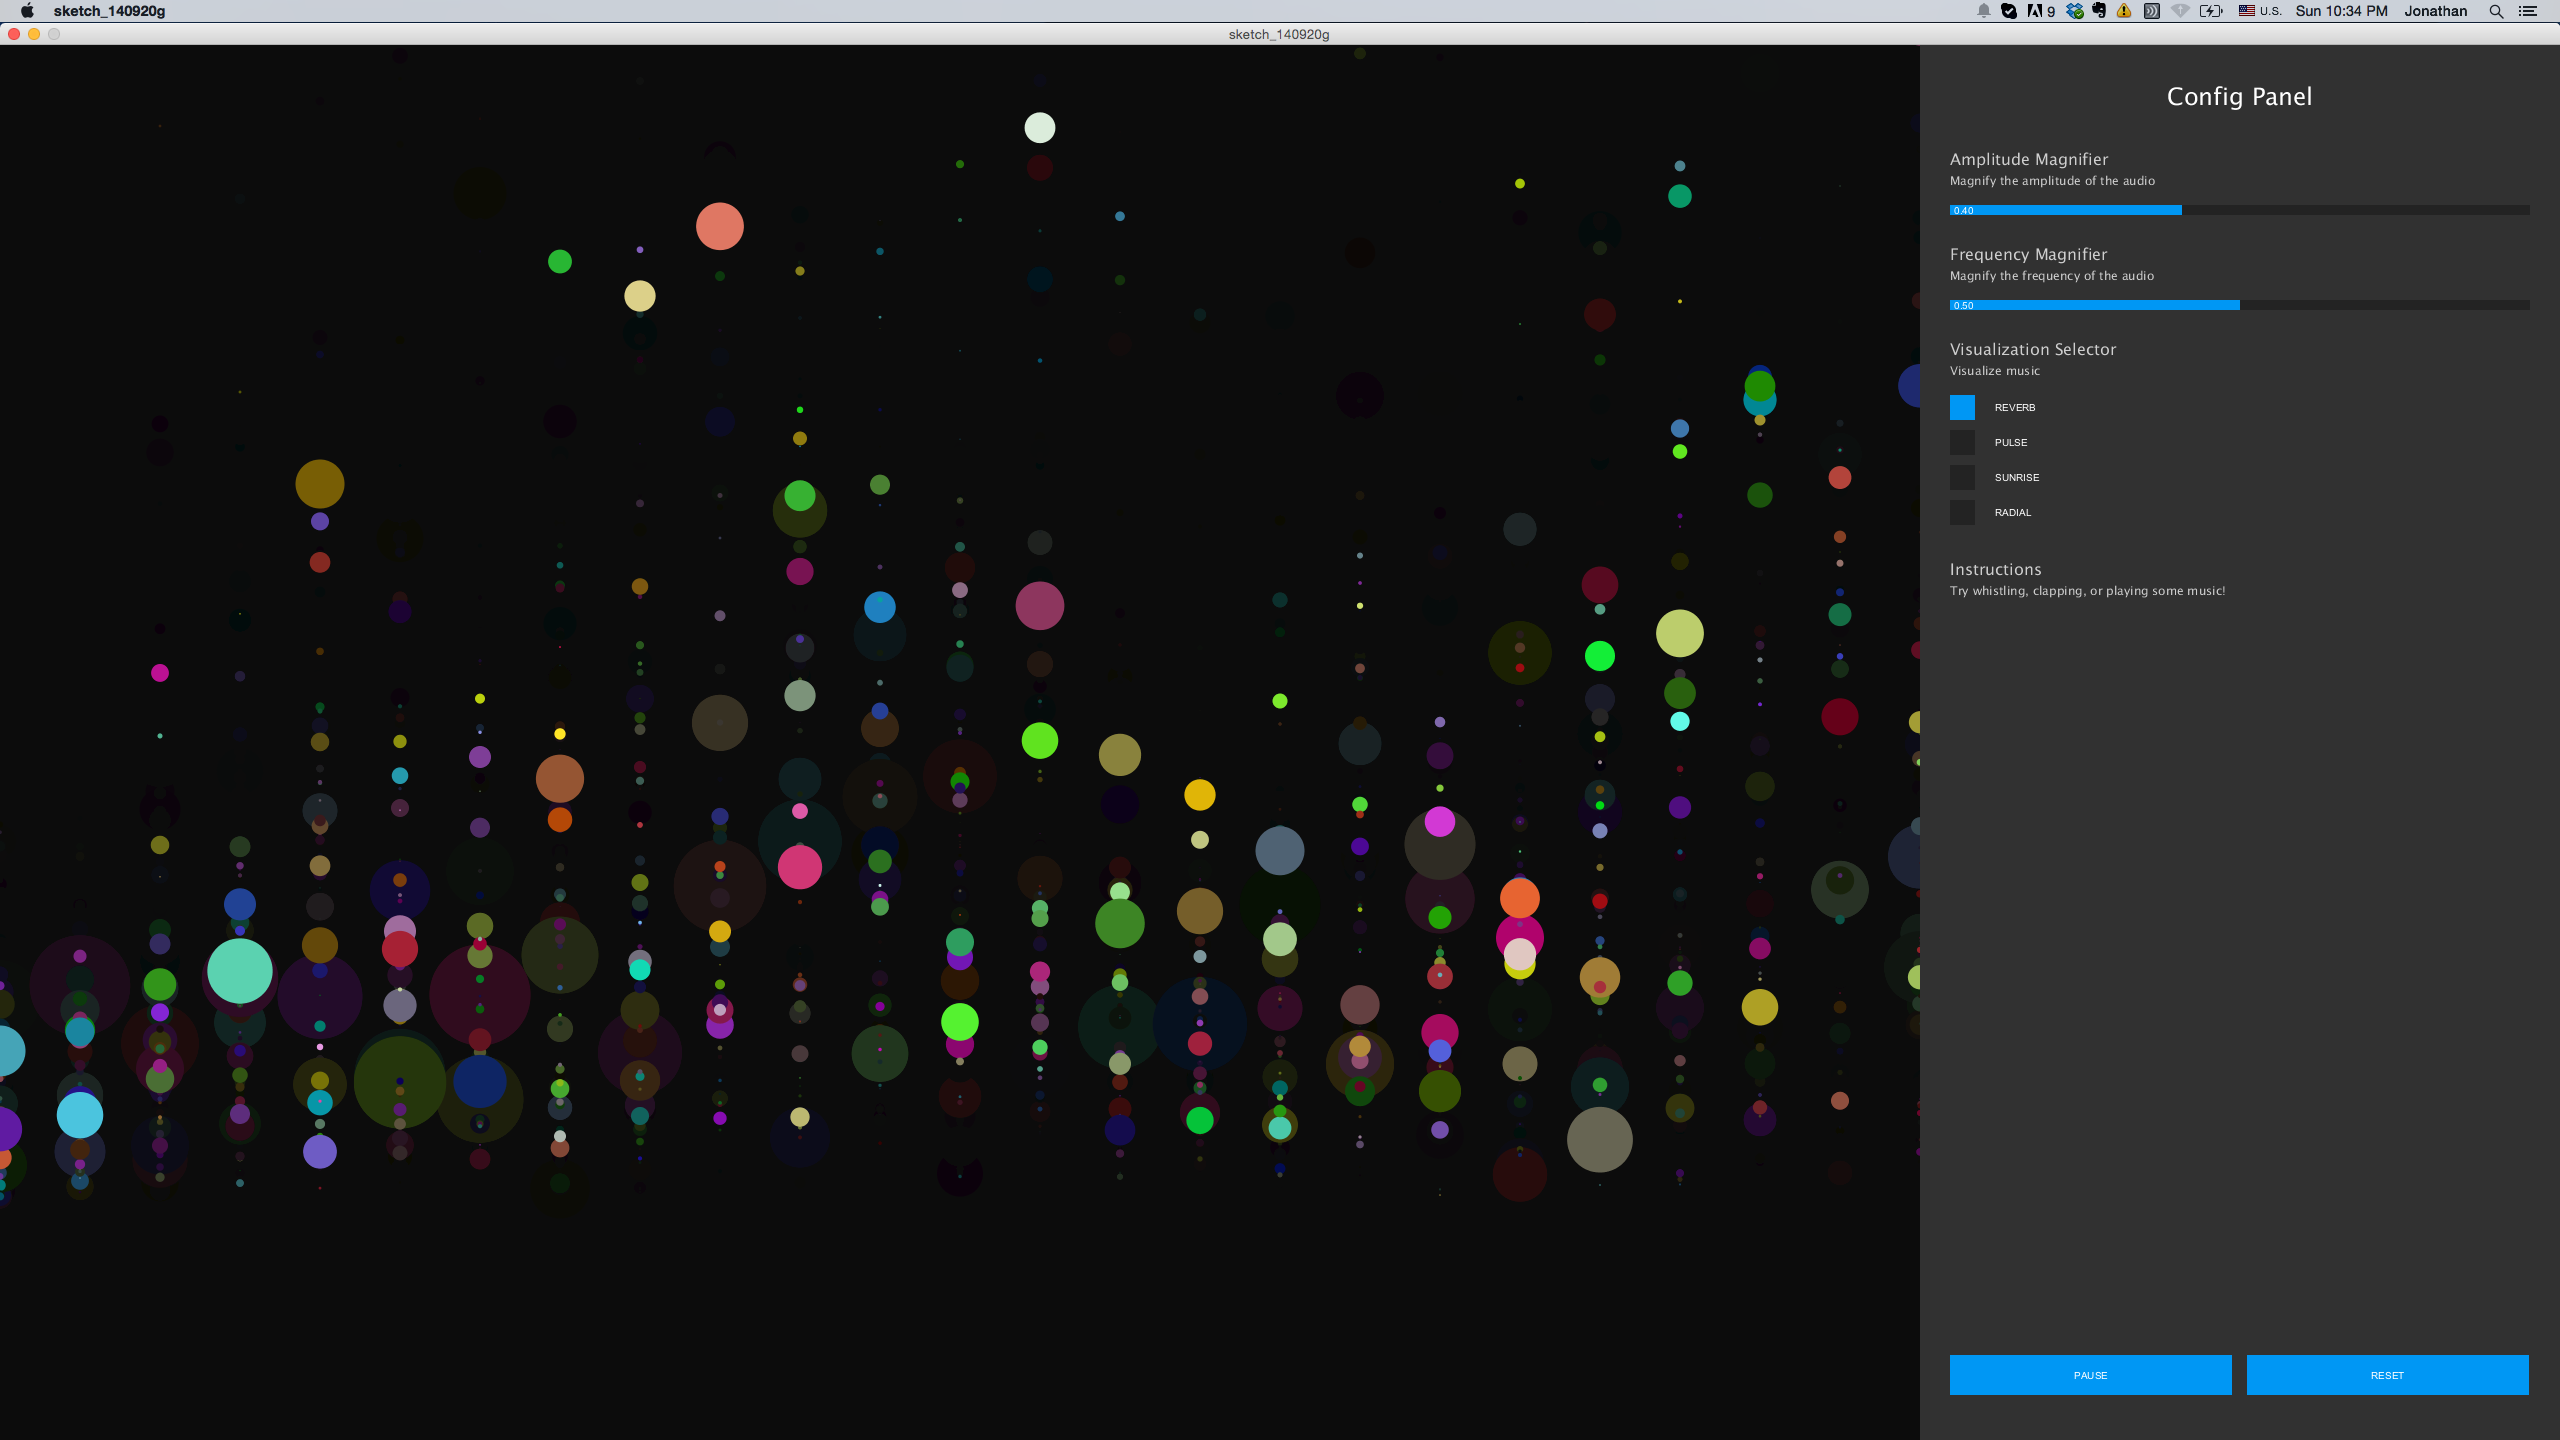 sketch_140920g
9
U.S.
Sun 10:34 PM
Jonathan
sketch_140920g
Config Panel
Amplitude Magnifier
Magnify the amplitude of the audio
0.40
Frequency Magnifier
Magnify the frequency of the audio
0.50
Visualization Selector
Visualize music
REVERB
PULSE
SUNRISE
RADIAL
Instructions
Try whistling, clapping, or playing some music!
PAUSE
RESET